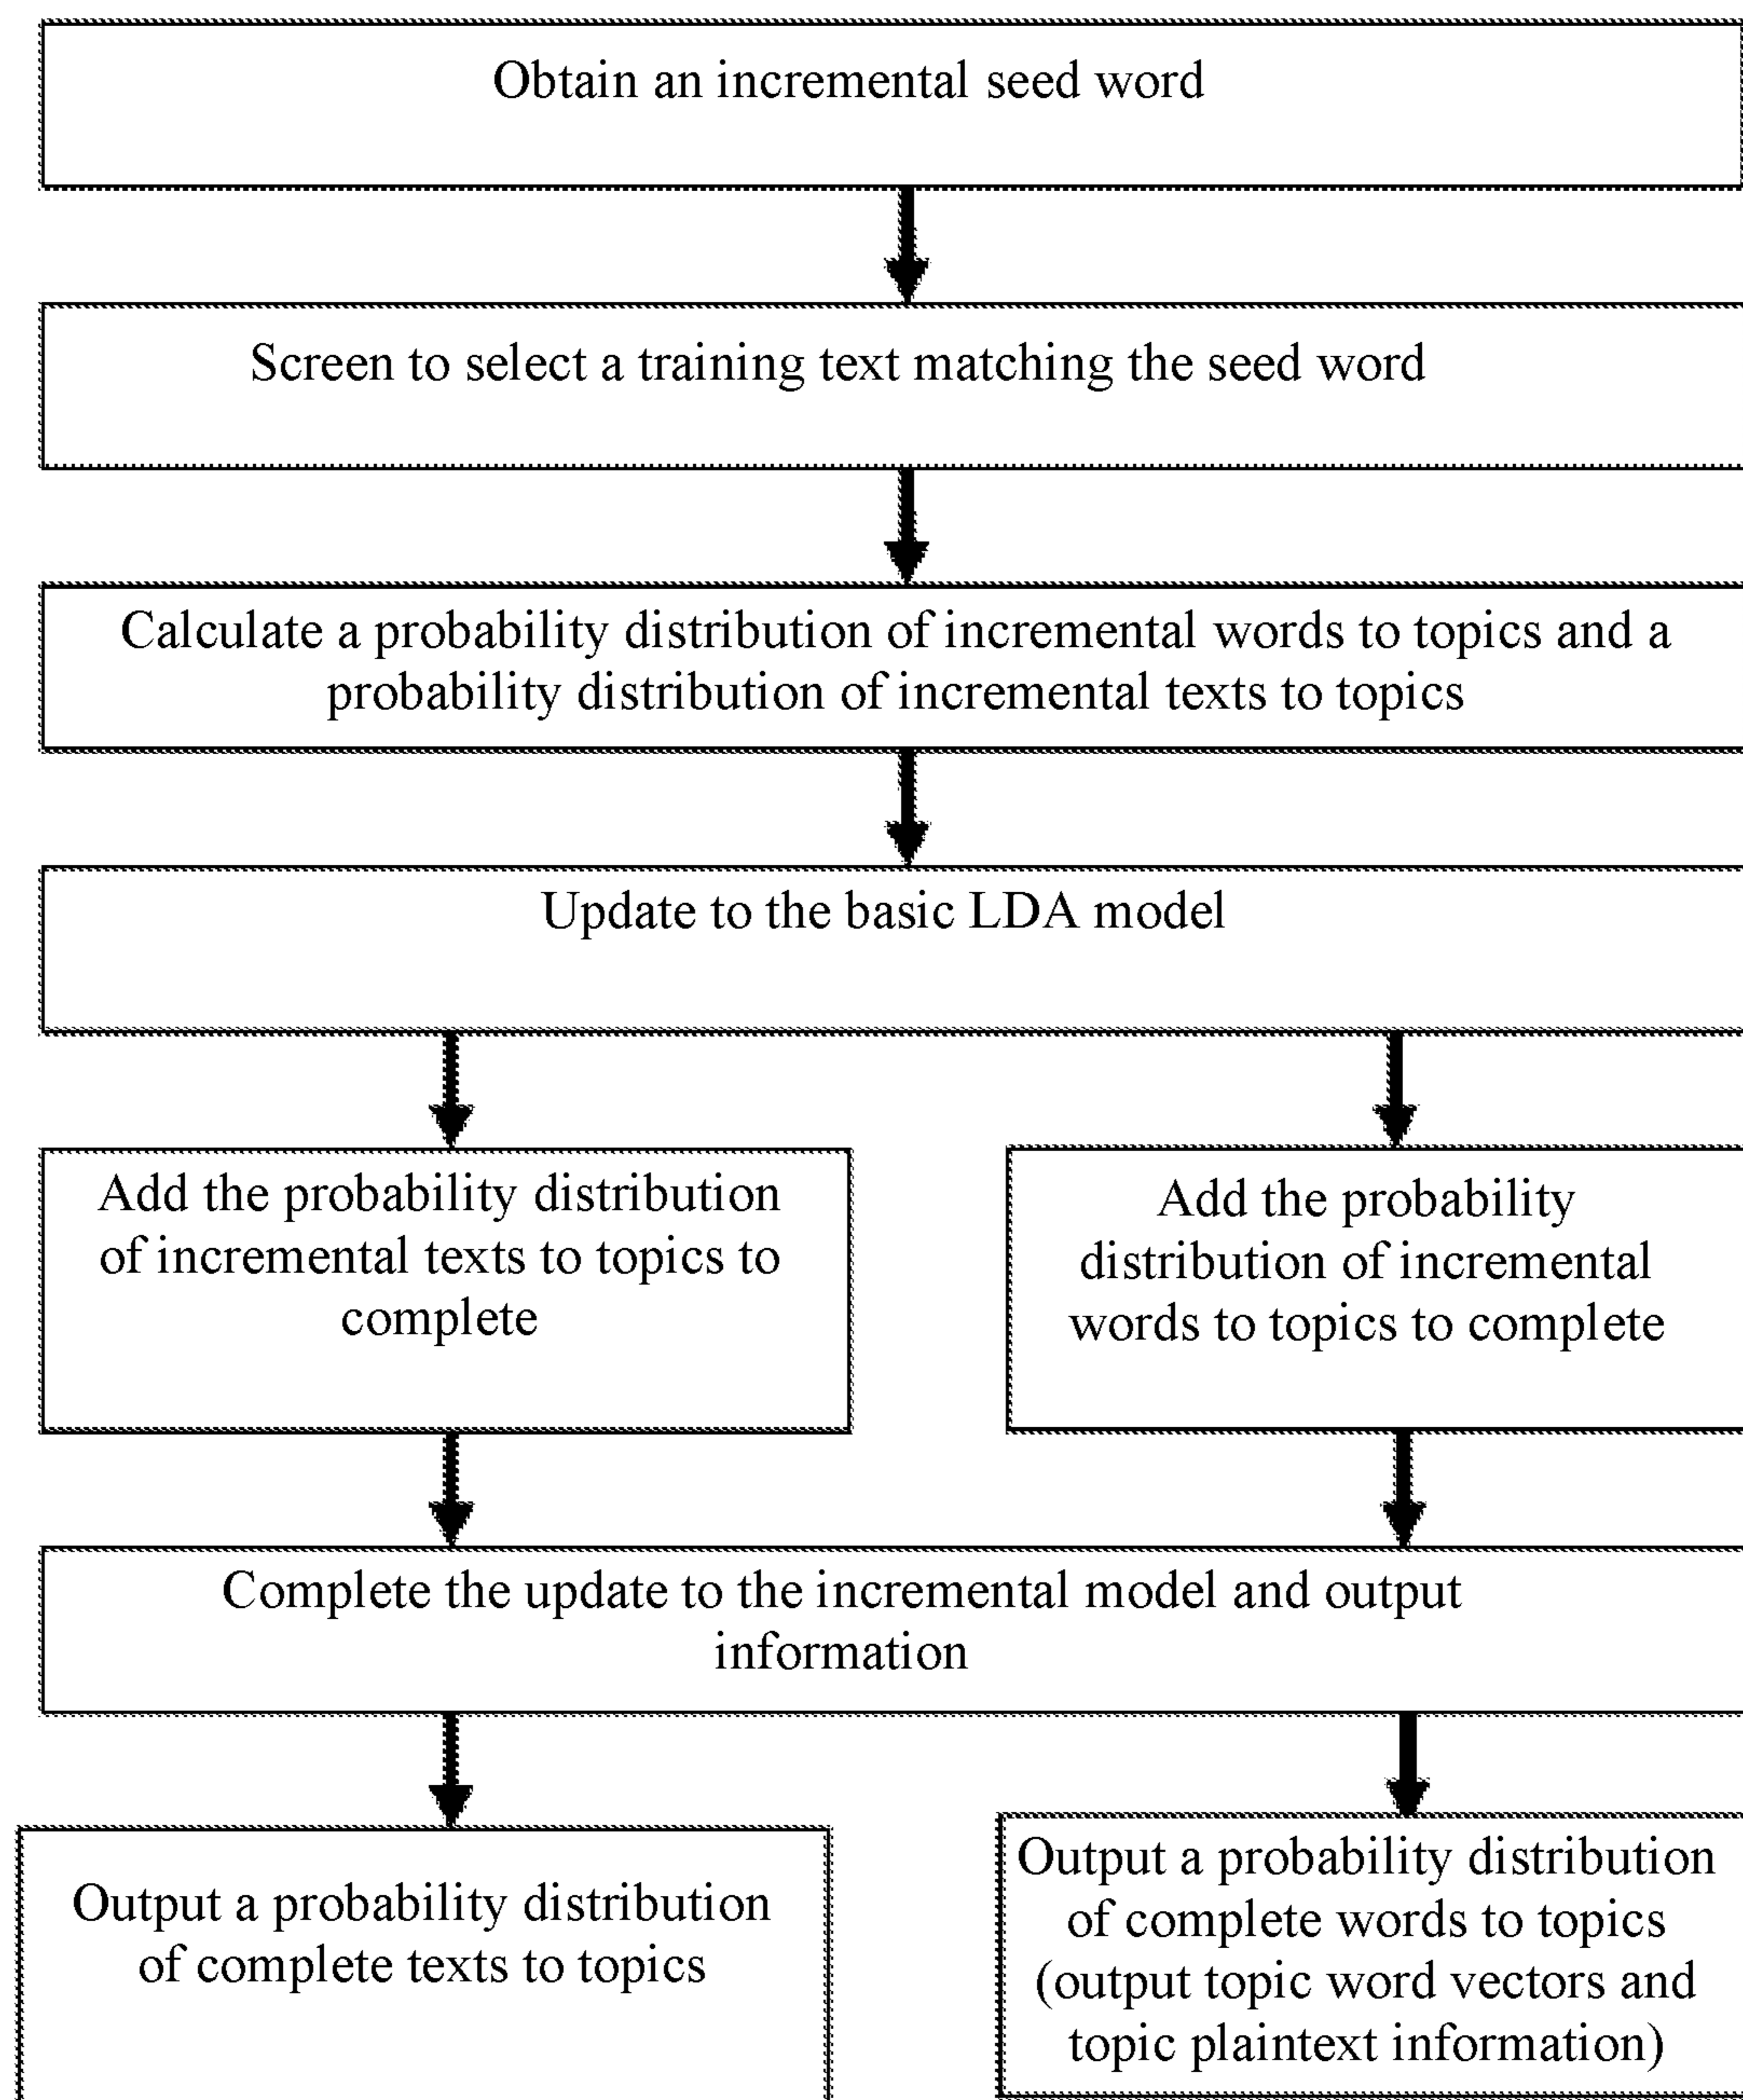 Obtain an incremental seed word
Screen to select a training text matching the seed word
Calculate a probability distribution of incremental words to topics and a
probability distribution of incremental texts to topics
Update to the basic LDA model
Add the probability distribution
of incremental texts to topics to
complete
Add the probability
distribution of incremental
words to topics to complete
Complete the update to the incremental model and output
information
Output a probability distribution
of complete texts to topics
Output a probability distribution
of complete words to topics
(output topic word vectors and
topic plaintext information)